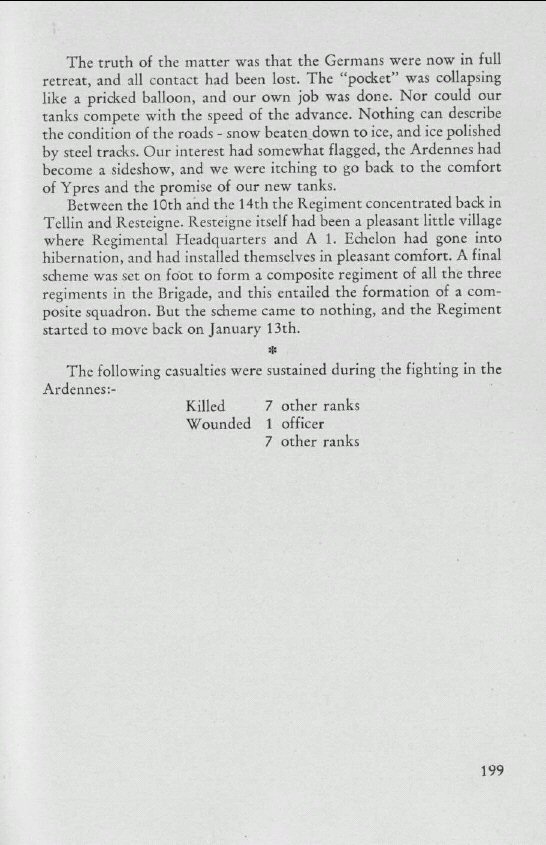 The truth of the matter was that the Germans were now in full
retreat, and all contact had been lost. The “pocket” was collapsing
like a pricked balloon, and our own job was done. Nor could our
tanks compete with the speed of the advance. Nothing can describe
the condition of the roads - snow beaten down to ice, and ice polished
by steel tracks. Our interest had somewhat flagged, the Ardennes had
become a sideshow, and we were itching to go back to the comfort
of Ypres and the promise of our new tanks.
Between the 10th and the 14th the Regiment concentrated back in
Tellin and Resteigne. Resteigne itself had been a pleasant little village
where Regimental Headquarters and A 1. Echelon had gone into
hibernation, and had installed themselves in pleasant comfort. A final
scheme was set on foot to form a composite regiment of all the three
regiments in the Brigade, and this entailed the formation of a com-
posite squadron. But the scheme came to nothing, and the Regiment
started to move back on January 13th.
*
The following casualties were sustained during the fighting in the
Ardennes:-
Killed 7 other ranks
Wounded 1 officer
7 other ranks
199